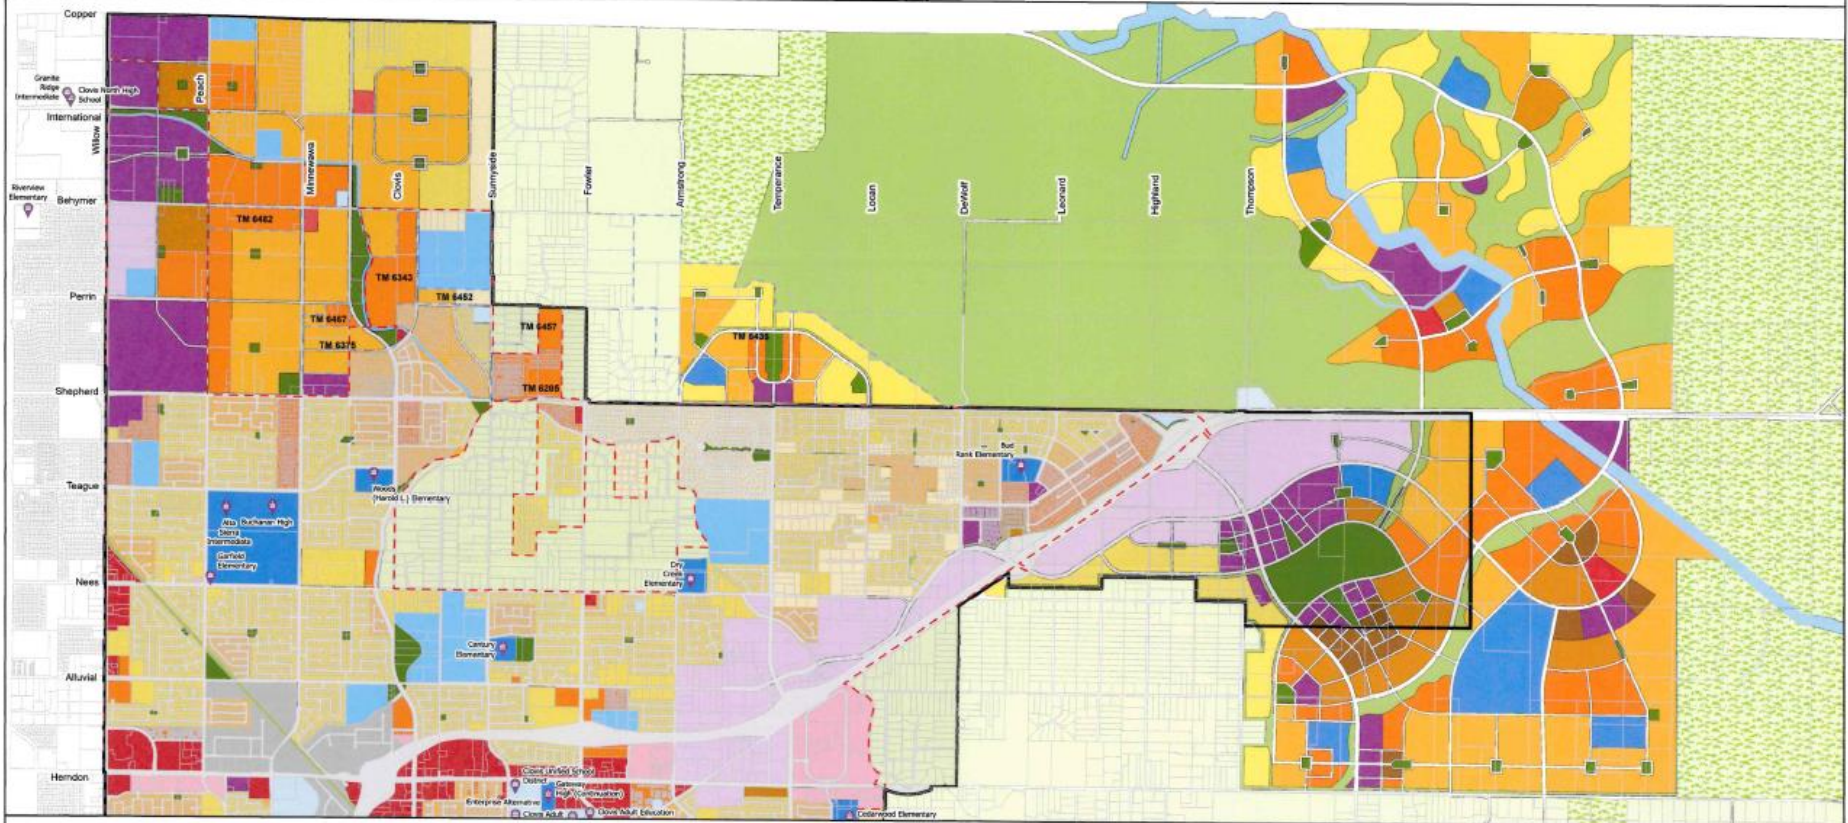 Copper
Granite
Ridge
Intermediate
Clovis North High
School
International
Willow
Peach
Minnewawa
Clovis
Sunnyside
Fowler
Armstrong
Temperance
Locan
DeWolf
Leonard
Highland
Thompson
Riverview
Elementary
Behymer
TM 6482
TM 6343
TM 6452
Perrin
TM 6467
TM 6375
TM 6457
TM 6205
Shepherd
Bud
Rank Elementary
Teague
Woods
(Harold L.) Elementary
Alta
Sierra
Intermediate
Buchanan High
Garfield
Elementary
Nees
Dry
Creek
Elementary
Century
Elementary
Alluvial
Herndon
Clovis Unified School
District
Gateway
High (Continuation)
Enterprise Alternative
Clovis Adult
Clovis Adult Education
Cedarwood Elementary